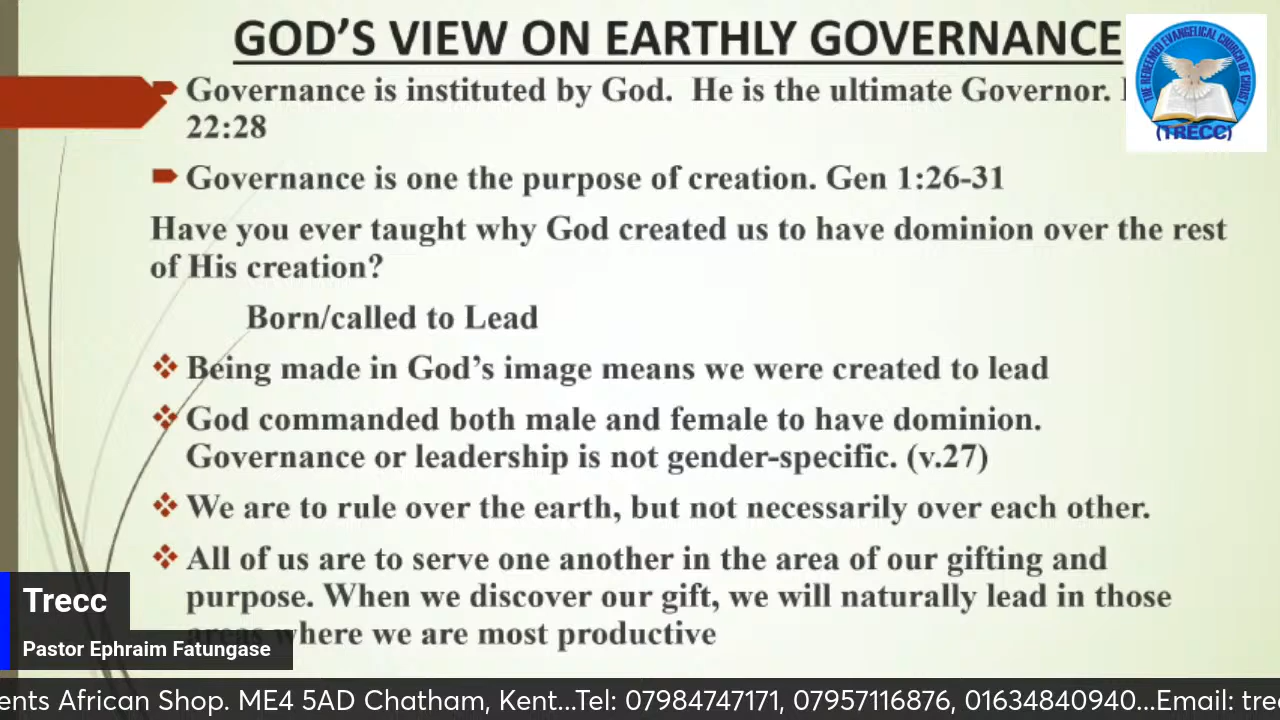 GOD’S VIEW ON EARTHLY GOVERNANCE
Governance is instituted by God.  He is the ultimate Governor.
22:28
Governance is one the purpose of creation. Gen 1:26-31
Have you ever taught why God created us to have dominion over the rest
of His creation?
Born/called to Lead
Being made in God’s image means we were created to lead
God commanded both male and female to have dominion.
Governance or leadership is not gender-specific. (v.27)
We are to rule over the earth, but not necessarily over each other.
All of us are to serve one another in the area of our gifting and
purpose. When we discover our gift, we will naturally lead in those
areas where we are most productive
THE REDEEMED EVANGELICAL CHURCH OF CHRIST
(TRECC)
Trecc
Pastor Ephraim Fatungase
ents African Shop. ME4 5AD Chatham, Kent...Tel: 07984747171, 07957116876, 01634840940...Email: tre